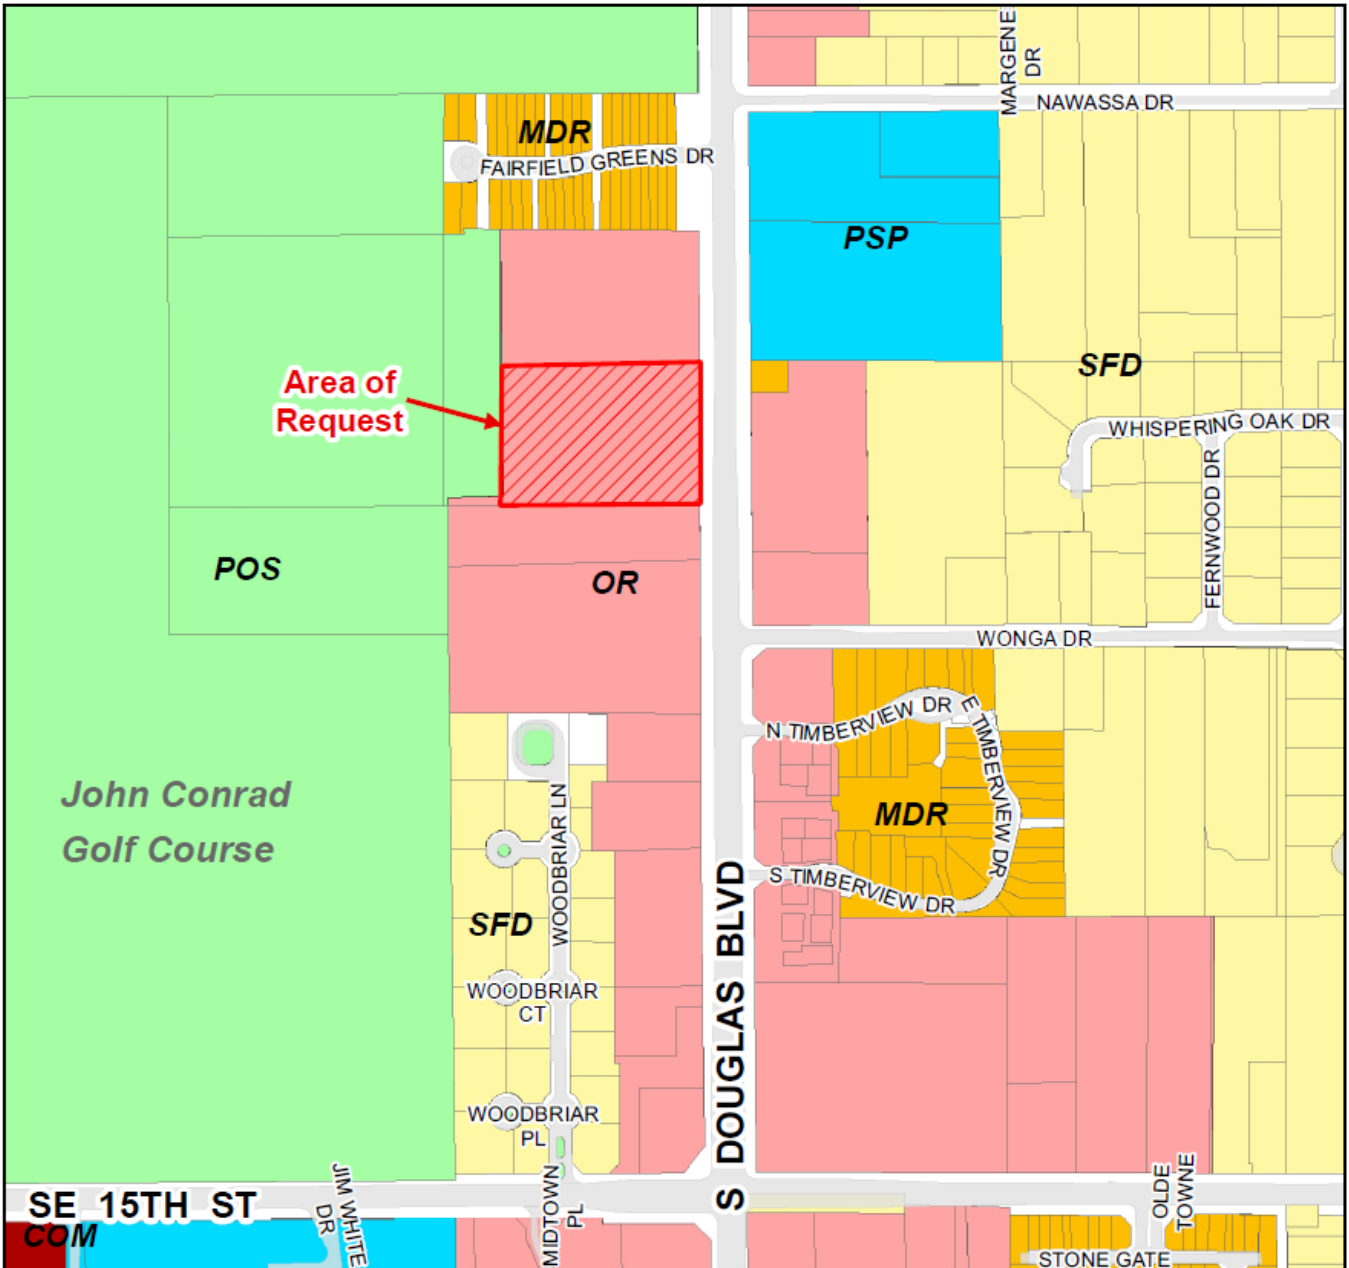 MARGENE
DR
NAWASSA DR
MDR
FAIRFIELD GREENS DR
PSP
SFD
Area of
Request
WHISPERING OAK DR
FERNWOOD DR
POS
OR
WONGA DR
N TIMBERVIEW DR
E TIMBERVIEW DR
John Conrad
Golf Course
WOODBRIAR LN
MDR
S TIMBERVIEW DR
SFD
S DOUGLAS BLVD
WOODBRIAR
CT
WOODBRIAR
PL
SE 15TH ST
COM
JIM WHITE
DR
MIDTOWN
PL
OLDE
TOWNE
STONE GATE